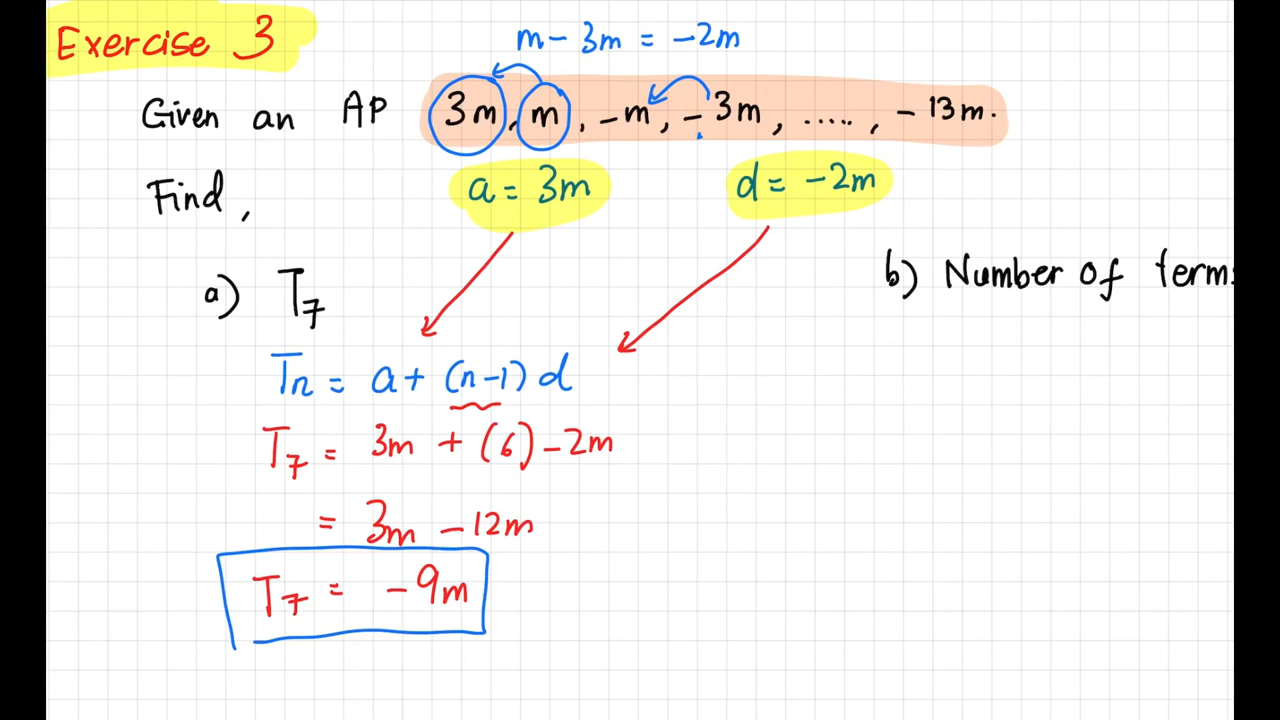 Exercise 3
m - 3m = -2m
Given an AP 3m, m, -m, -3m, ....., -13m.
Find,
a = 3m
d = -2m
a) T₇
b) Number of term
Tn = a + (n-1) d
T₇ = 3m + (6) -2m
= 3m - 12m
T₇ = -9m